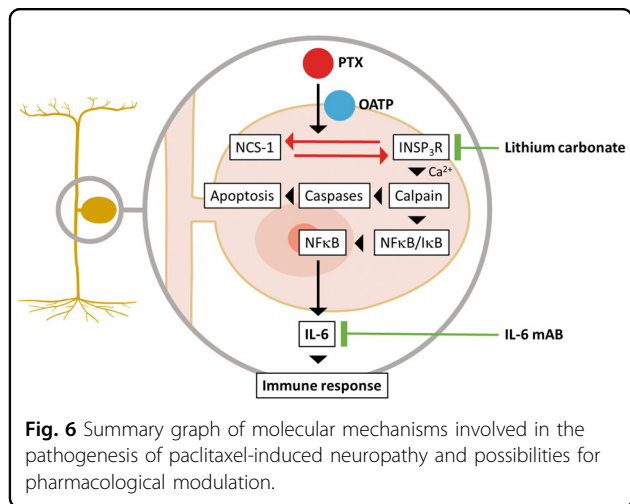 PTX
OATP
NCS-1
INSP₃R
Lithium carbonate
Ca²⁺
Apoptosis
Caspases
Calpain
NFκB
NFκB/IκB
IL-6
IL-6 mAB
Immune response
Fig. 6 Summary graph of molecular mechanisms involved in the
pathogenesis of paclitaxel-induced neuropathy and possibilities for
pharmacological modulation.